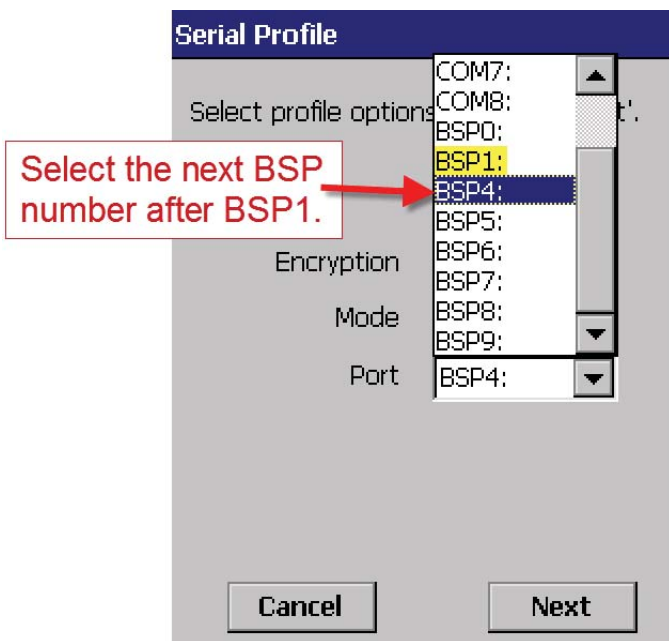 Serial Profile
COM7:
COM8:
Select profile options
t'.
BSP0:
BSP1:
Select the next BSP
number after BSP1.
BSP4:
BSP5:
Encryption
BSP6:
BSP7:
Mode
BSP8:
BSP9:
Port
BSP4:
Cancel
Next